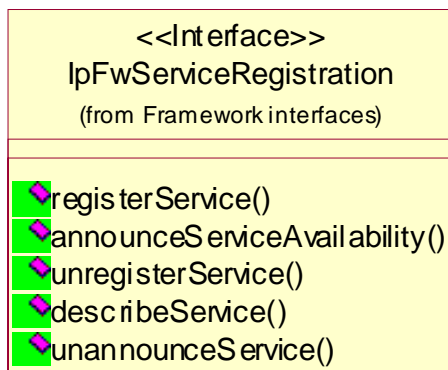 <<Interface>>
IpFwServiceRegistration
(from Framework interfaces)
registerService()
announceServiceAvailability()
unregisterService()
describeService()
unannounceService()